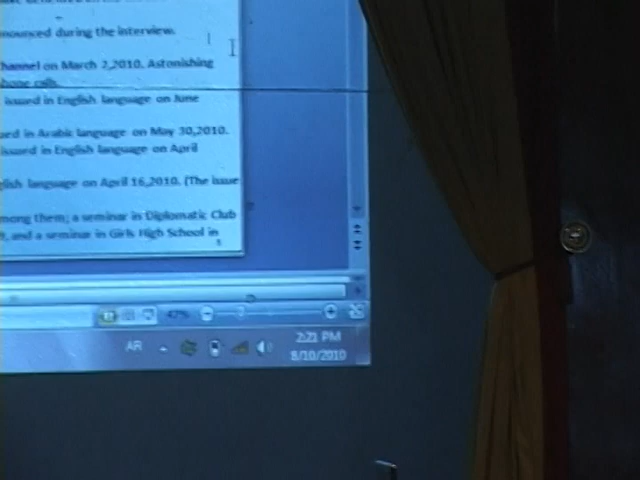 nounced during the interview.
hannel on March 2,2010. Astonishing
phone calls.
issued in English language on June
ued in Arabic language on May 30,2010.
issued in English language on April
glish language on April 16,2010. (The issue
mong them; a seminar in Diplomatic Club
, and a seminar in Girls High School in
47%
AR
2:21 PM
8/10/2010